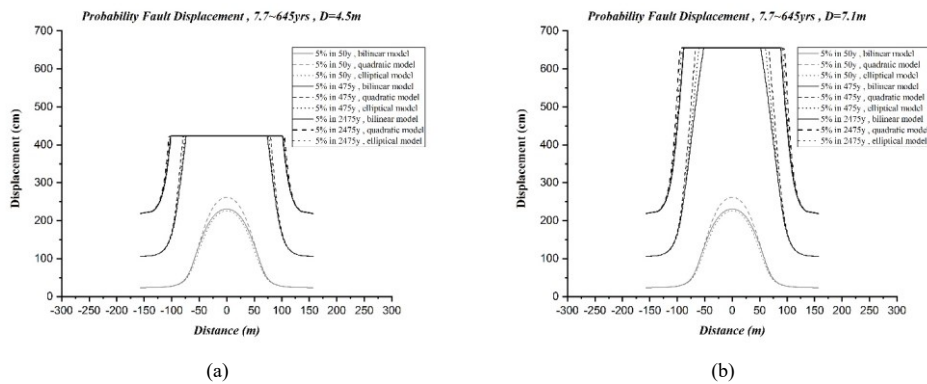 Probability Fault Displacement , 7.7~645yrs, D=4.5m
700
600
500
400
300
200
100
0
Displacement (cm)
5% in 50y , bilinear model
5% in 50y , quadraic model
5% in 50y , elliptical model
5% in 475y , bilinear model
5% in 475y , quadratic model
5% in 475y , elliptical model
5% in 2475y , bilinear model
5% in 2475y , quadratic model
5% in 2475y , elliptical model
-300 -250 -200 -150 -100 -50 0 50 100 150 200 250 300
Distance (m)
(a)
Probability Fault Displacement , 7.7~645yrs, D=7.1m
700
600
500
400
300
200
100
0
Displacement (cm)
5% in 50y , bilinear model
5% in 50y , quadraic model
5% in 50y , elliptical model
5% in 475y , bilinear model
5% in 475y , quadratic model
5% in 475y , elliptical model
5% in 2475y , bilinear model
5% in 2475y , quadratic model
5% in 2475y , elliptical model
-300 -250 -200 -150 -100 -50 0 50 100 150 200 250 300
Distance (m)
(b)